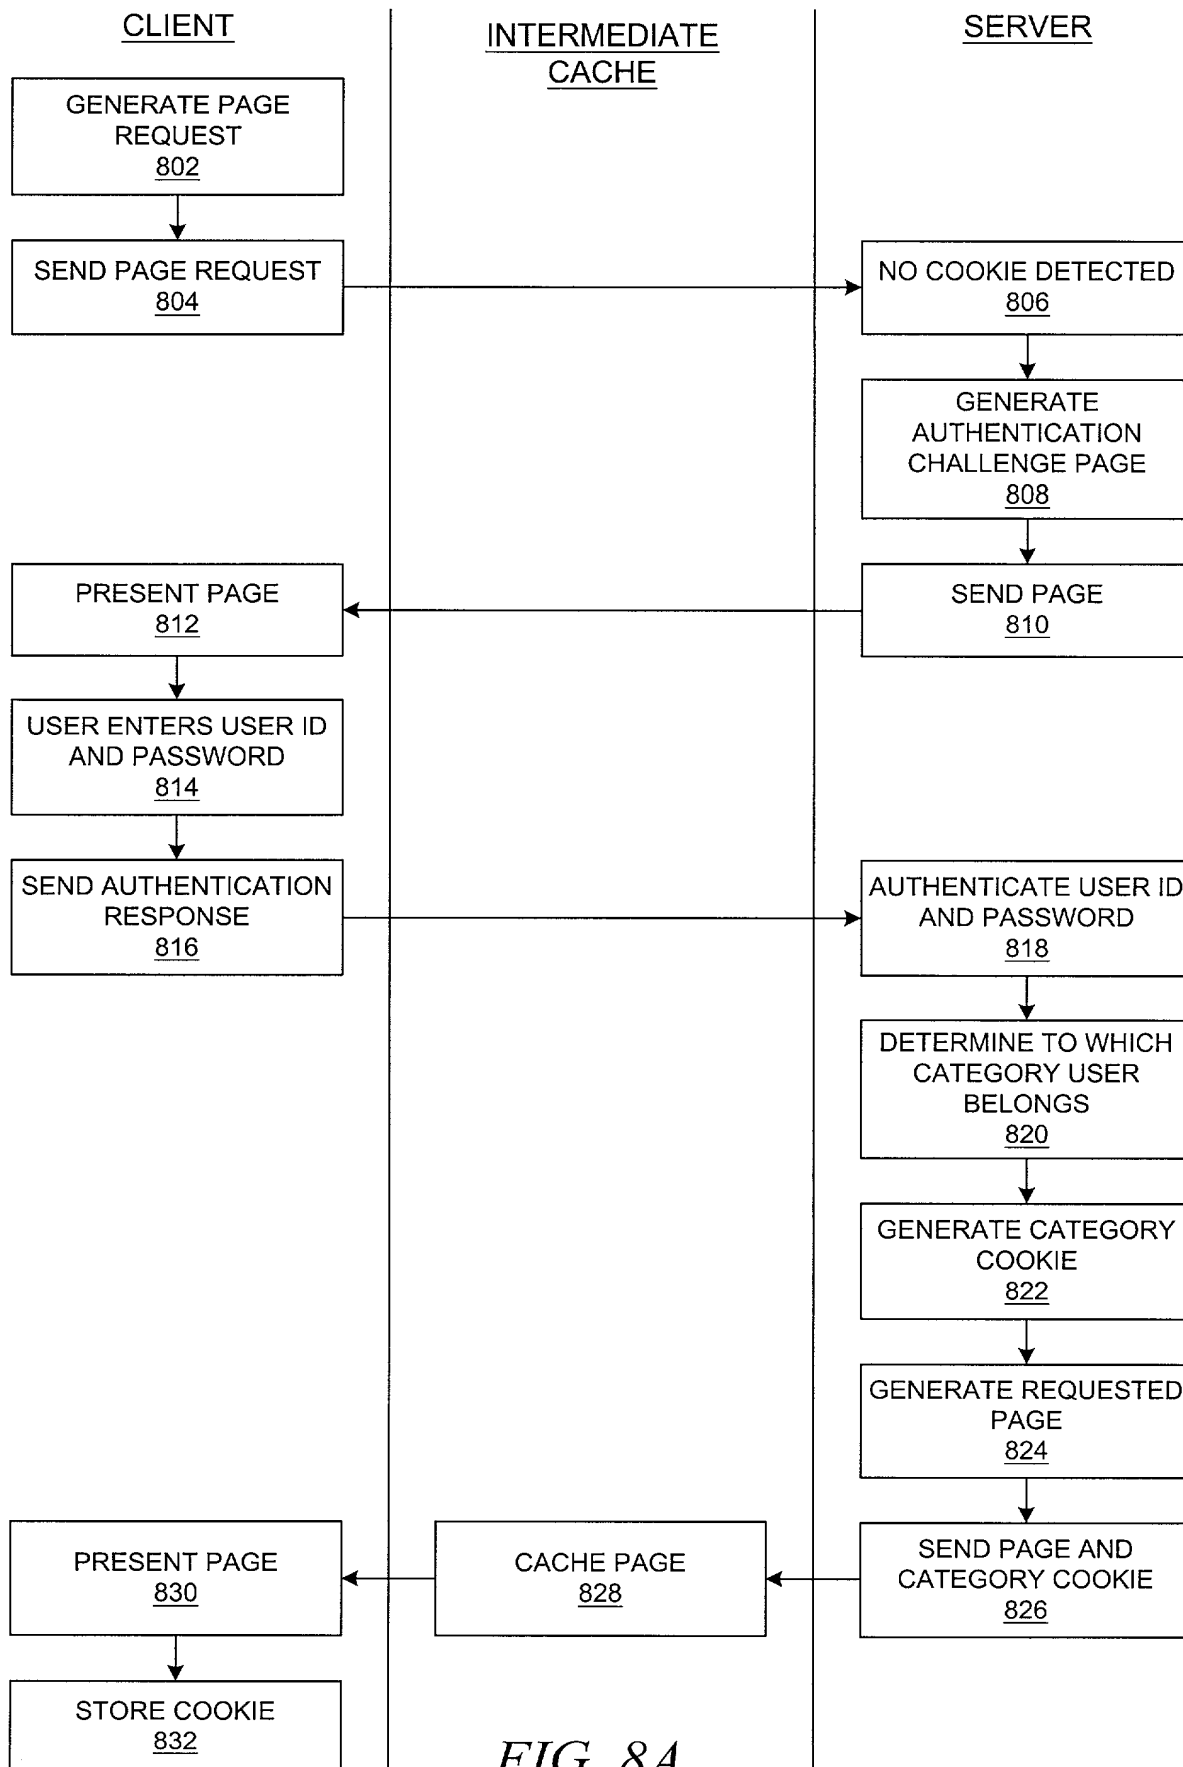 CLIENT
INTERMEDIATE
CACHE
SERVER
GENERATE PAGE
REQUEST
802
SEND PAGE REQUEST
804
NO COOKIE DETECTED
806
GENERATE
AUTHENTICATION
CHALLENGE PAGE
808
SEND PAGE
810
PRESENT PAGE
812
USER ENTERS USER ID
AND PASSWORD
814
SEND AUTHENTICATION
RESPONSE
816
AUTHENTICATE USER ID
AND PASSWORD
818
DETERMINE TO WHICH
CATEGORY USER
BELONGS
820
GENERATE CATEGORY
COOKIE
822
GENERATE REQUESTED
PAGE
824
SEND PAGE AND
CATEGORY COOKIE
826
CACHE PAGE
828
PRESENT PAGE
830
STORE COOKIE
832
FIG. 8A